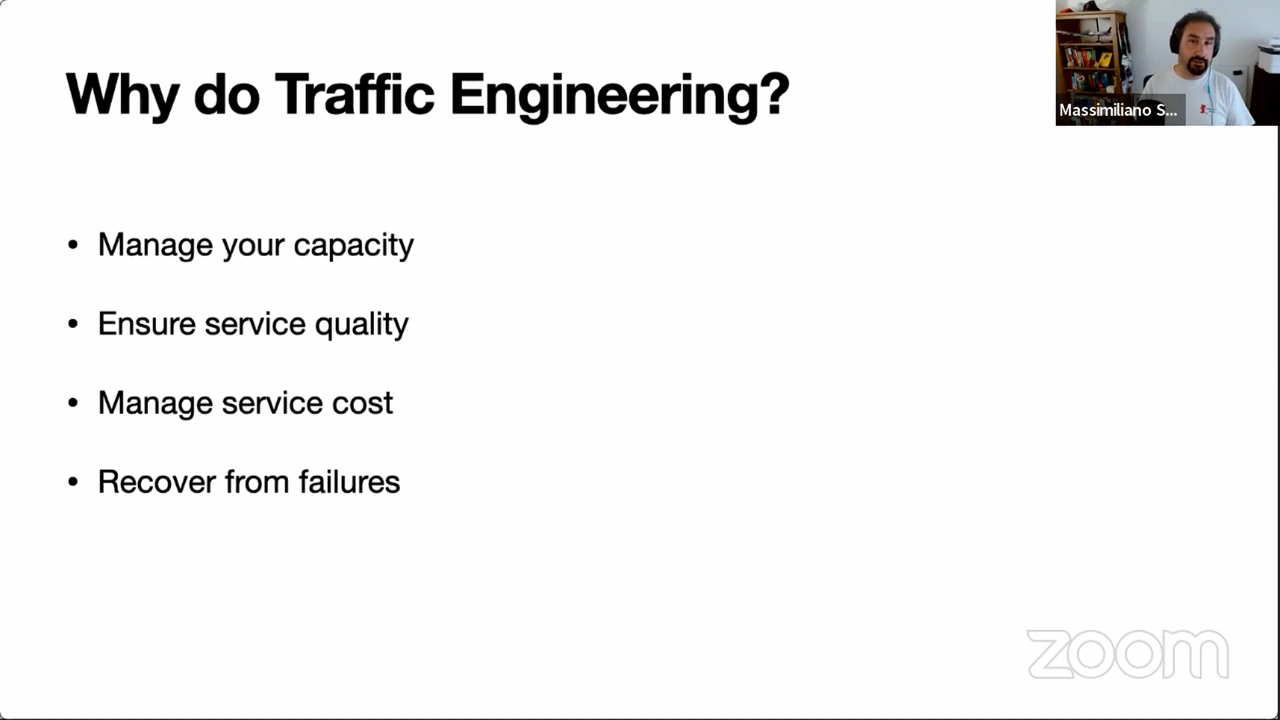 Why do Traffic Engineering?
Massimiliano S...
• Manage your capacity
• Ensure service quality
• Manage service cost
• Recover from failures
zoom